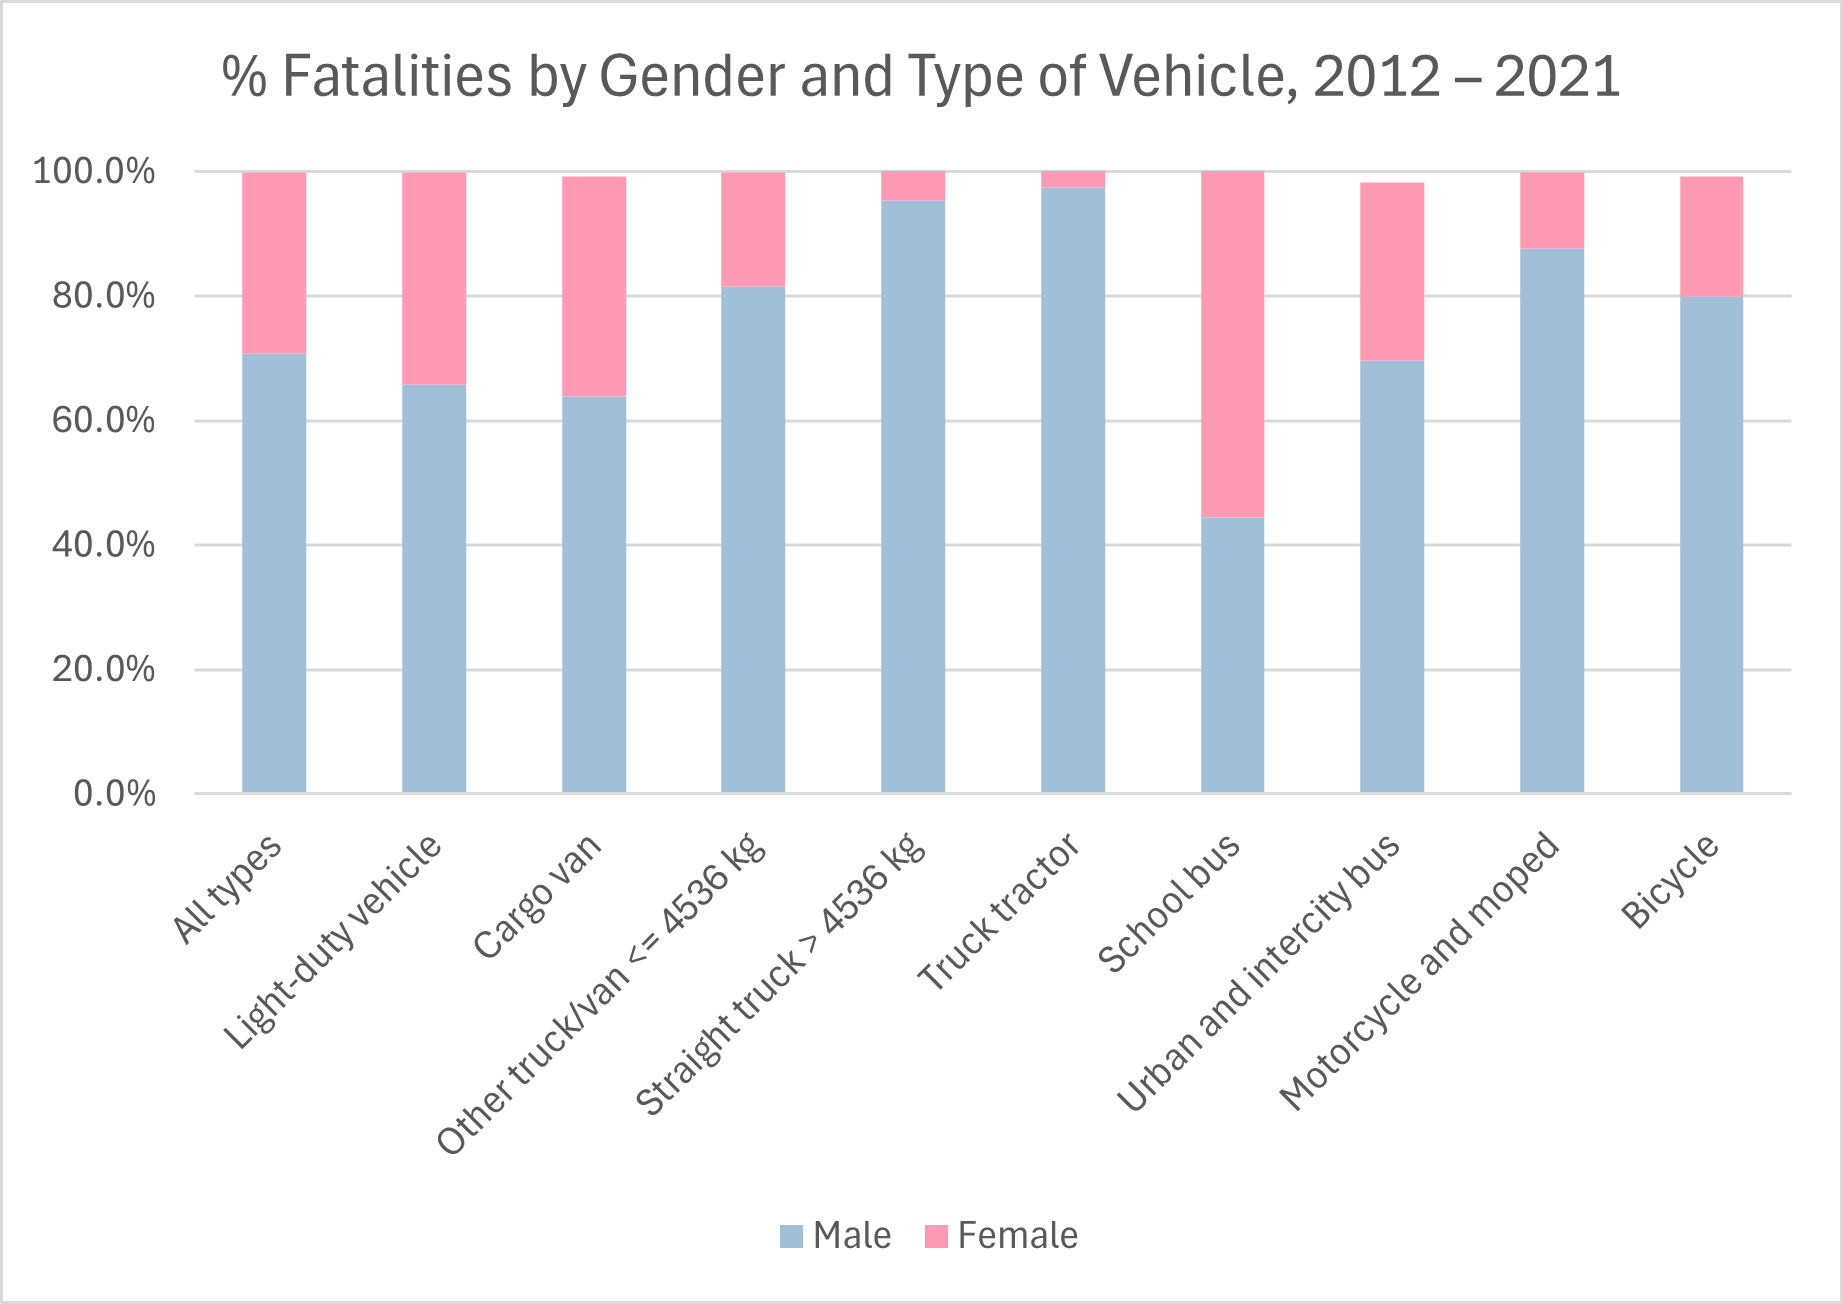 % Fatalities by Gender and Type of Vehicle, 2012 – 2021
100.0%
80.0%
60.0%
40.0%
20.0%
0.0%
All types
Light-duty vehicle
Cargo van
Other truck/van <= 4536 kg
Straight truck > 4536 kg
Truck tractor
School bus
Urban and intercity bus
Motorcycle and moped
Bicycle
Male Female